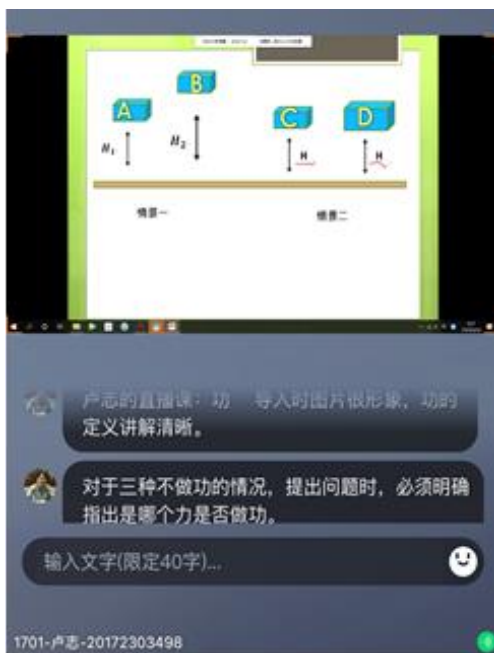 A
B
C
D
H₁
H₂
H
H
情景一
情景二
卢志的直播课：功 导入时图片很形象，功的
定义讲解清晰。
对于三种不做功的情况，提出问题时，必须明确
指出是哪个力是否做功。
输入文字(限定40字)...
1701-卢志-20172303498